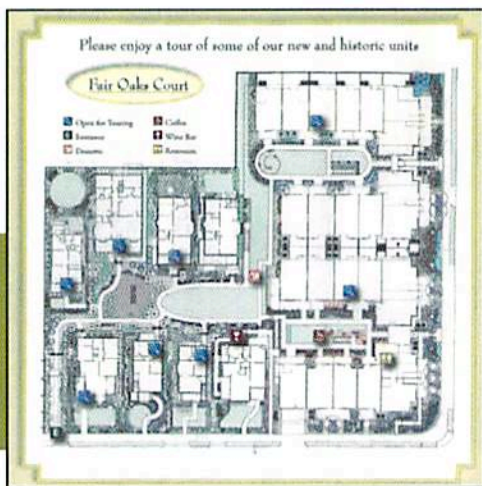 Please enjoy a tour of some of our new and historic units
Fair Oaks Court
Open for Touring
Entrance
Desserts
Coffee
Wine Bar
Restrooms